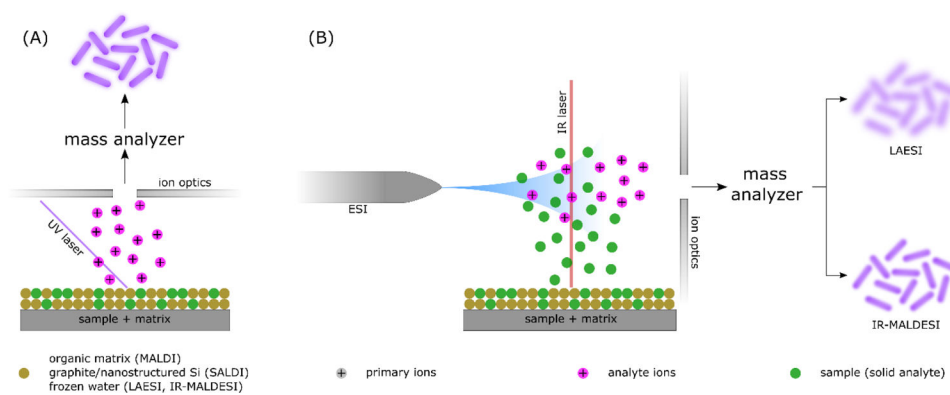 (A)
mass analyzer
ion optics
UV laser
sample + matrix
(B)
ESI
IR laser
ion optics
mass
analyzer
LAESI
IR-MALDESI
sample + matrix
organic matrix (MALDI)
graphite/nanostructured Si (SALDI)
frozen water (LAESI, IR-MALDESI)
primary ions
analyte ions
sample (solid analyte)